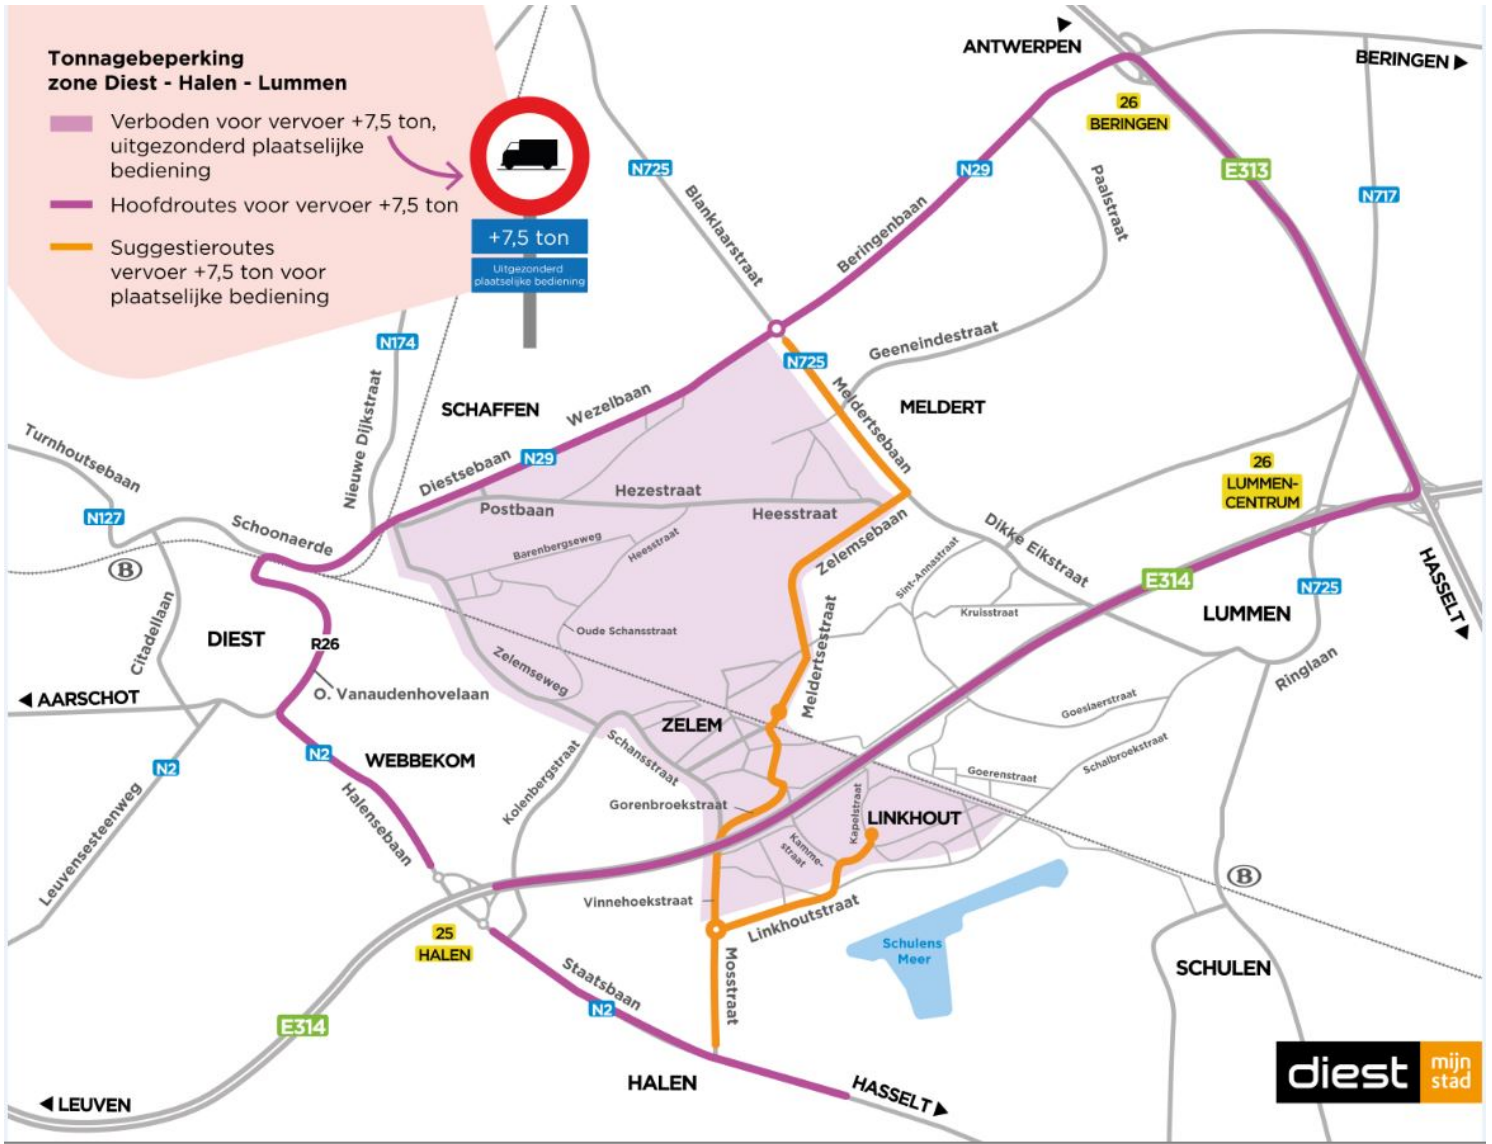 Tonnagebeperking
zone Diest - Halen - Lummen
Verboden voor vervoer +7,5 ton,
uitgezonderd plaatselijke
bediening
Hoofdroutes voor vervoer +7,5 ton
Suggestieroutes
vervoer +7,5 ton voor
plaatselijke bediening
+7,5 ton
Uitgezonderd
plaatselijke bediening
ANTWERPEN
BERINGEN
26
BERINGEN
N725
N29
E313
N717
Blanklaarstraat
Beringenbaan
Paalstraat
N174
N725
Geeneindestraat
SCHAFFEN
Wezelbaan
Meldertsebaan
MELDERT
Nieuwe Dijkstraat
Turnhoutsebaan
Diestsebaan
N29
26
LUMMEN-
CENTRUM
N127
Schoonaerde
Postbaan
Hezestraat
Heesstraat
Zelemsebaan
Dikke Eikstraat
B
Barenbergseweg
Heesstraat
Sint-Annastraat
E314
N725
HASSELT
Citadellaan
DIEST
R26
Oude Schansstraat
Meldertsestraat
Kruisstraat
LUMMEN
Zelemseweg
Ringlaan
AARSCHOT
O. Vanaudenhovelaan
ZELEM
Goeslaerstraat
N2
N2
WEBBEKOM
Schansstraat
Goerenstraat
Schalbroekstraat
Leuvensesteenweg
Halensebaan
Kolenbergstraat
Gorenbroekstraat
Kapelstraat
LINKHOUT
Kamme-
straat
Vinnehoekstraat
Linkhoutstraat
B
25
HALEN
Staatsbaan
Mosstraat
Schulens
Meer
SCHULEN
N2
E314
HALEN
HASSELT
LEUVEN
diest
mijn
stad